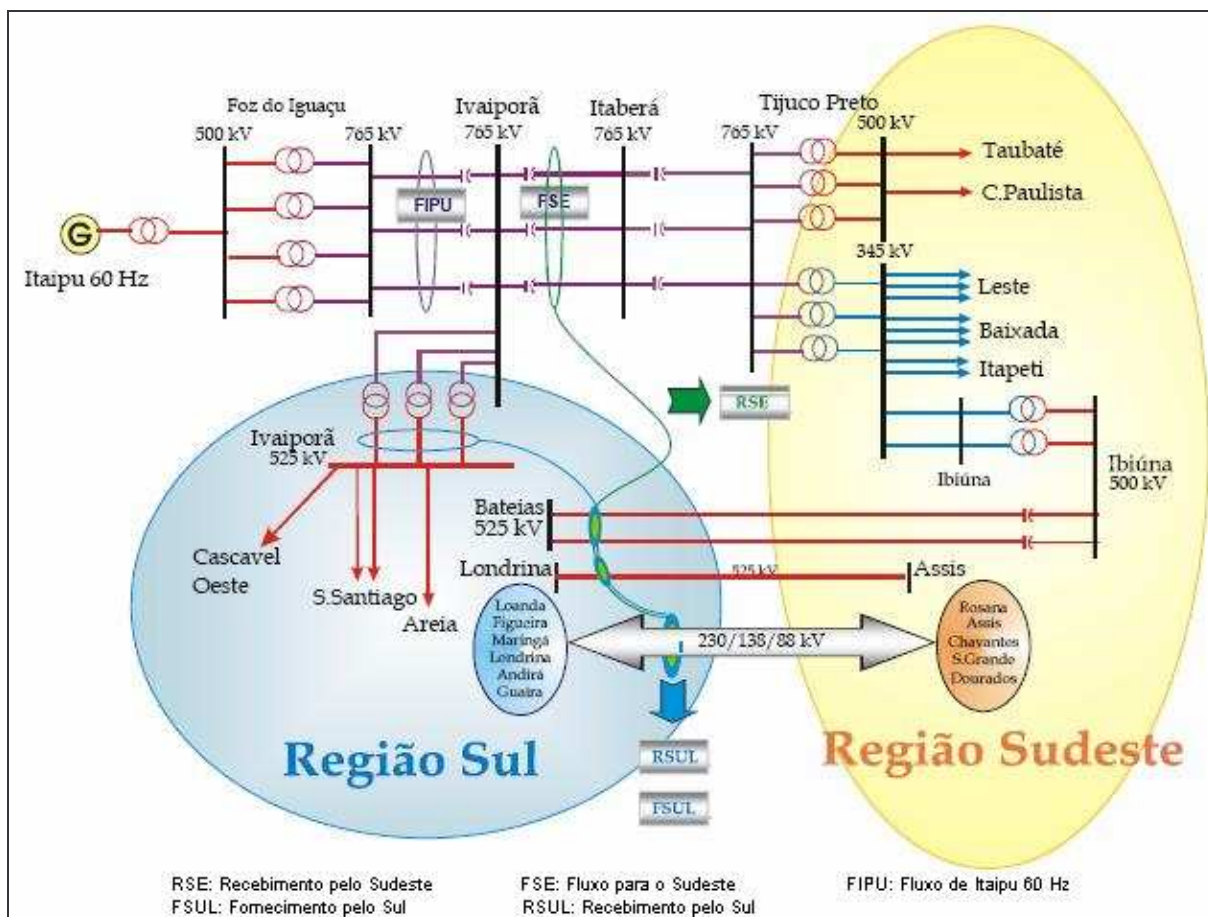 Foz do Iguaçu
500 kV
765 kV
Ivaiporã
765 kV
Itaberá
765 kV
Tijuco Preto
765 kV
500 kV
Taubaté
C.Paulista
FIPU
FSE
G
Itaipu 60 Hz
345 kV
Leste
Baixada
Itapeti
RSE
Ivaiporã
525 kV
Ibiúna
Ibiúna
500 kV
Bateias
525 kV
Cascavel
Oeste
S.Santiago
Areia
Londrina
525 kV
Assis
Loanda
Figueira
Maringá
Londrina
Andirá
Guaíra
230/138/88 kV
Rosana
Assis
Chavantes
S.Grande
Dourados
Região Sul
RSUL
FSUL
Região Sudeste
RSE: Recebimento pelo Sudeste
FSE: Fluxo para o Sudeste
FIPU: Fluxo de Itaipu 60 Hz
FSUL: Fornecimento pelo Sul
RSUL: Recebimento pelo Sul